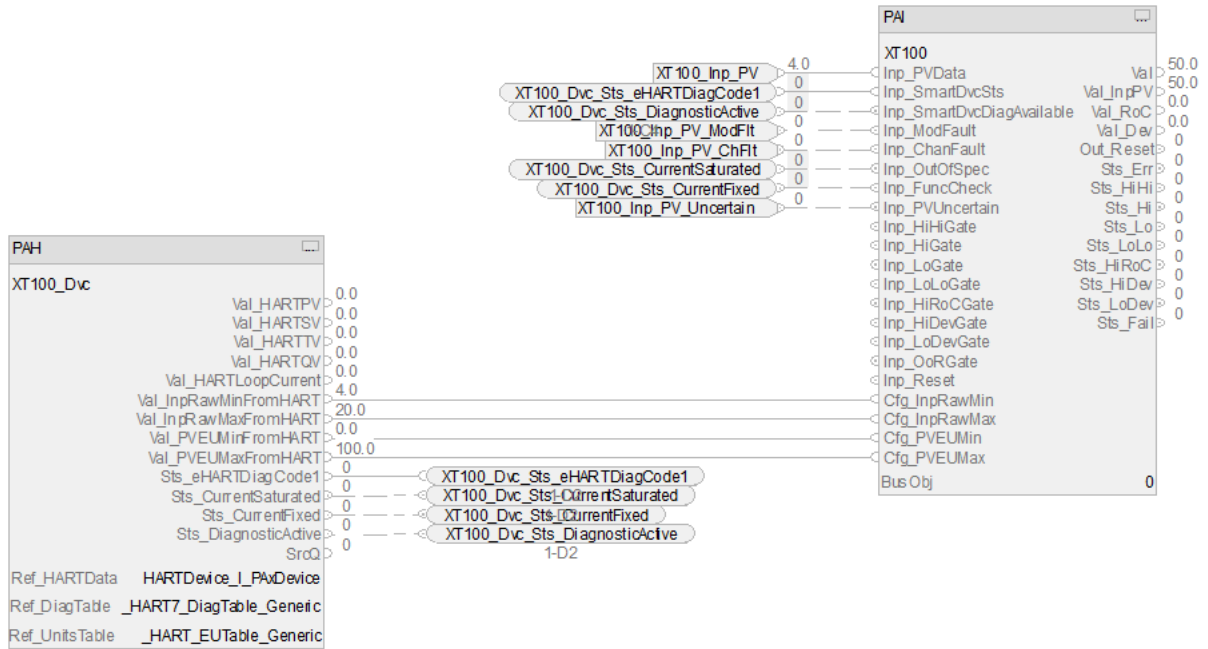 PAI
XT100
XT100_Inp_PV 4.0 Inp_PVData Val 50.0
XT100_Dvc_Sts_eHARTDiagCode1 0 Inp_SmartDvcSts Val_InpPV 50.0
XT100_Dvc_Sts_DiagnosticActive 0 Inp_SmartDvcDiagAvailable Val_RoC 0.0
XT100_Inp_PV_ModFlt 0 Inp_ModFault Val_Dev 0.0
XT100_Inp_PV_ChFlt 0 Inp_ChanFault Out_Reset 0
XT100_Dvc_Sts_CurrentSaturated 0 Inp_OutOfSpec Sts_Err 0
XT100_Dvc_Sts_CurrentFixed 0 Inp_FuncCheck Sts_HiHi 0
XT100_Inp_PV_Uncertain 0 Inp_PVUncertain Sts_Hi 0
Inp_HiHiGate Sts_Lo 0
Inp_HiGate Sts_LoLo 0
Inp_LoGate Sts_HiRoC 0
Inp_LoLoGate Sts_HiDev 0
Inp_HiRoCGate Sts_LoDev 0
Inp_HiDevGate Sts_Fail 0
Inp_LoDevGate
Inp_OoRGate
Inp_Reset
Cfg_InpRawMin
Cfg_InpRawMax
Cfg_PVEUMin
Cfg_PVEUMax
BusObj 0
PAH
XT100_Dvc
Val_HARTPV 0.0
Val_HARTSV 0.0
Val_HARTTV 0.0
Val_HARTQV 0.0
Val_HARTLoopCurrent 0.0
Val_InpRawMinFromHART 4.0
Val_InpRawMaxFromHART 20.0
Val_PVEUMinFromHART 0.0
Val_PVEUMaxFromHART 100.0
Sts_eHARTDiagCode1 0 XT100_Dvc_Sts_eHARTDiagCode1
Sts_CurrentSaturated 0 XT100_Dvc_Sts_CurrentSaturated
Sts_CurrentFixed 0 XT100_Dvc_Sts_CurrentFixed
Sts_DiagnosticActive 0 XT100_Dvc_Sts_DiagnosticActive
SrcQ 0 1-D2
Ref_HARTData HARTDevice_I_PAxDevice
Ref_DiagTable _HART7_DiagTable_Generic
Ref_UnitsTable _HART_EUTable_Generic